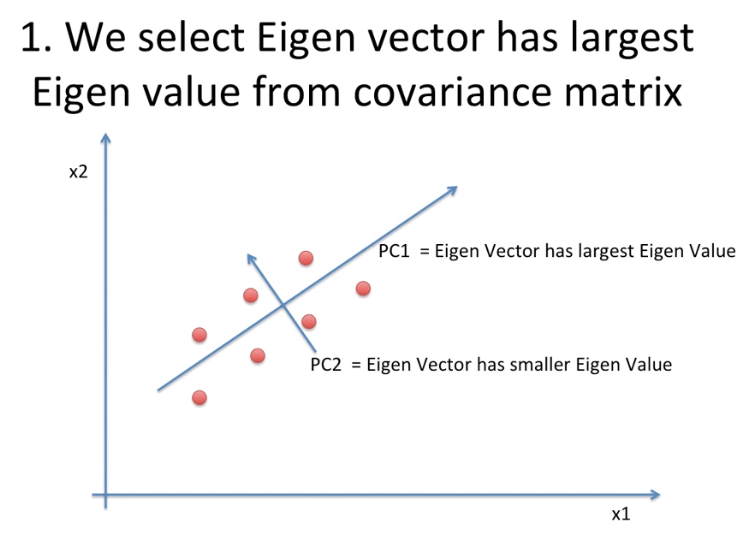 1. We select Eigen vector has largest
Eigen value from covariance matrix
x2
PC1 = Eigen Vector has largest Eigen Value
PC2 = Eigen Vector has smaller Eigen Value
x1